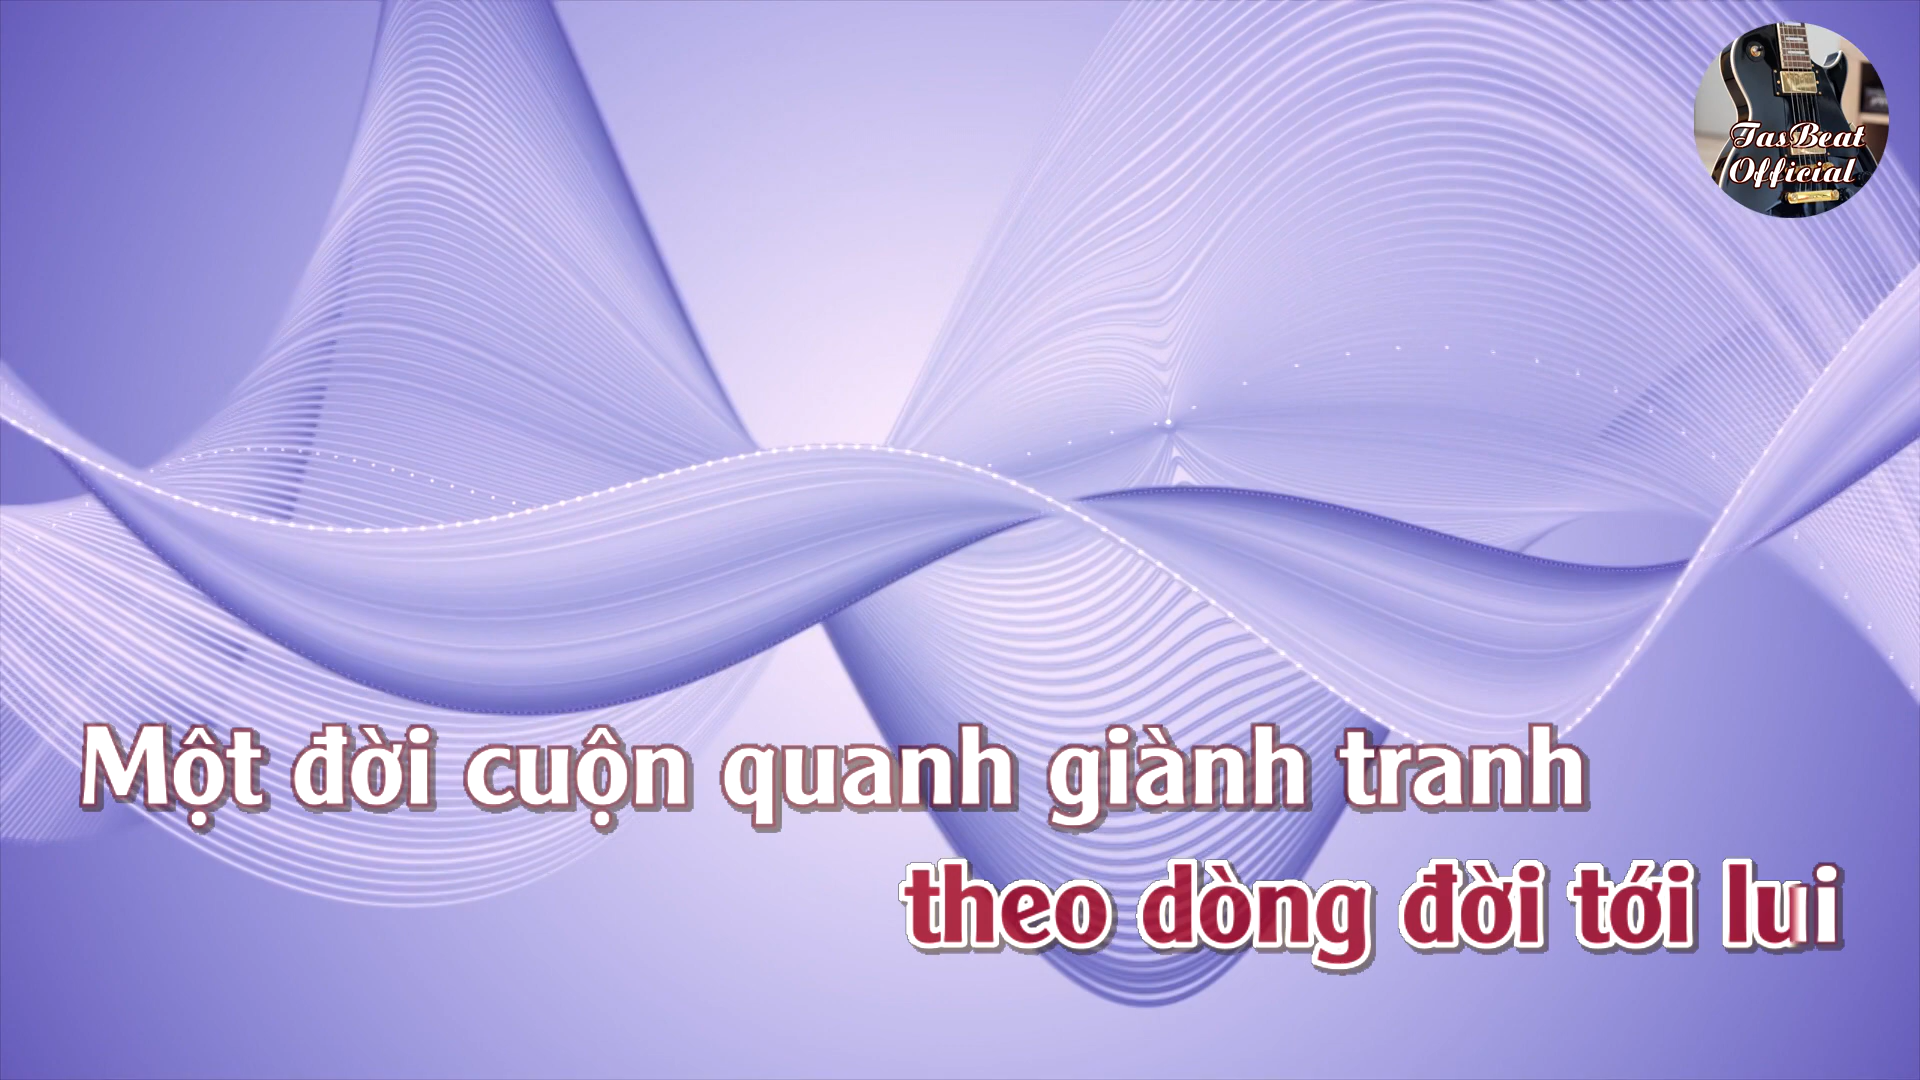 TasBeat
Official
Một đời cuộn quanh giành tranh
theo dòng đời tới lui